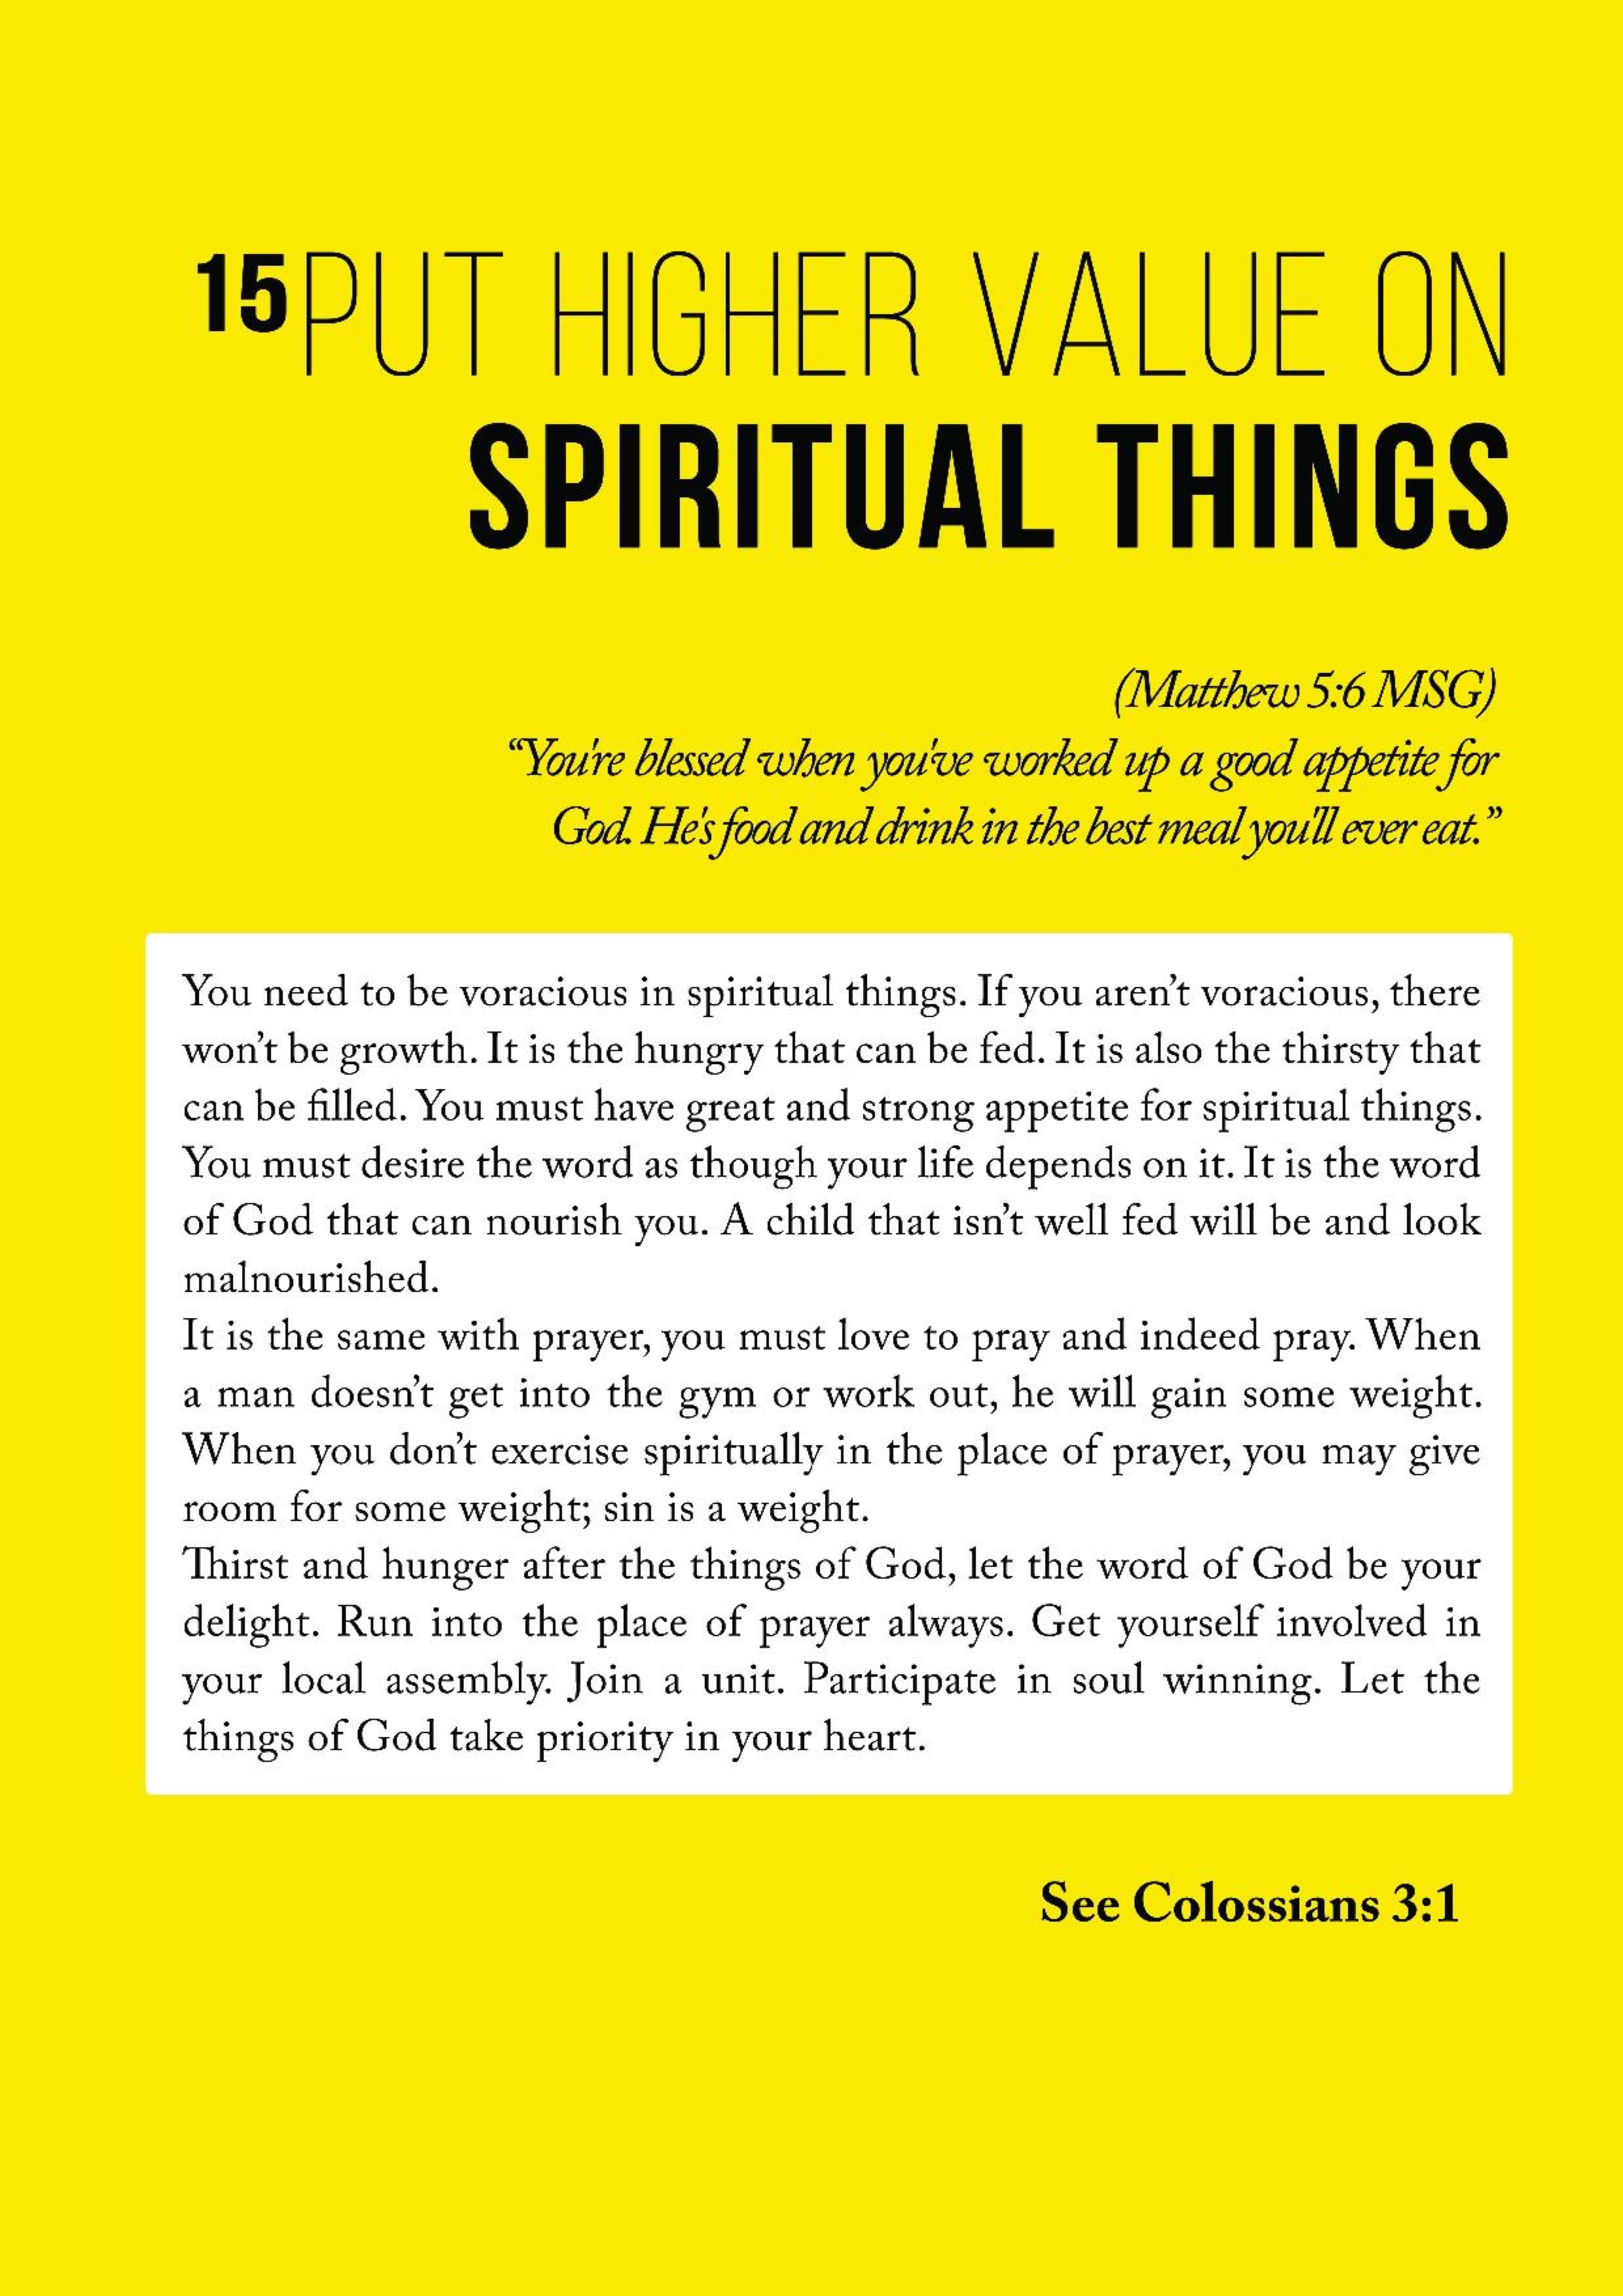 15 PUT HIGHER VALUE ON
SPIRITUAL THINGS
(Matthew 5:6 MSG)
“You're blessed when you've worked up a good appetite for
God. He's food and drink in the best meal you'll ever eat.”
You need to be voracious in spiritual things. If you aren’t voracious, there
won’t be growth. It is the hungry that can be fed. It is also the thirsty that
can be filled. You must have great and strong appetite for spiritual things.
You must desire the word as though your life depends on it. It is the word
of God that can nourish you. A child that isn’t well fed will be and look
malnourished.
It is the same with prayer, you must love to pray and indeed pray. When
a man doesn’t get into the gym or work out, he will gain some weight.
When you don’t exercise spiritually in the place of prayer, you may give
room for some weight; sin is a weight.
Thirst and hunger after the things of God, let the word of God be your
delight. Run into the place of prayer always. Get yourself involved in
your local assembly. Join a unit. Participate in soul winning. Let the
things of God take priority in your heart.
See Colossians 3:1